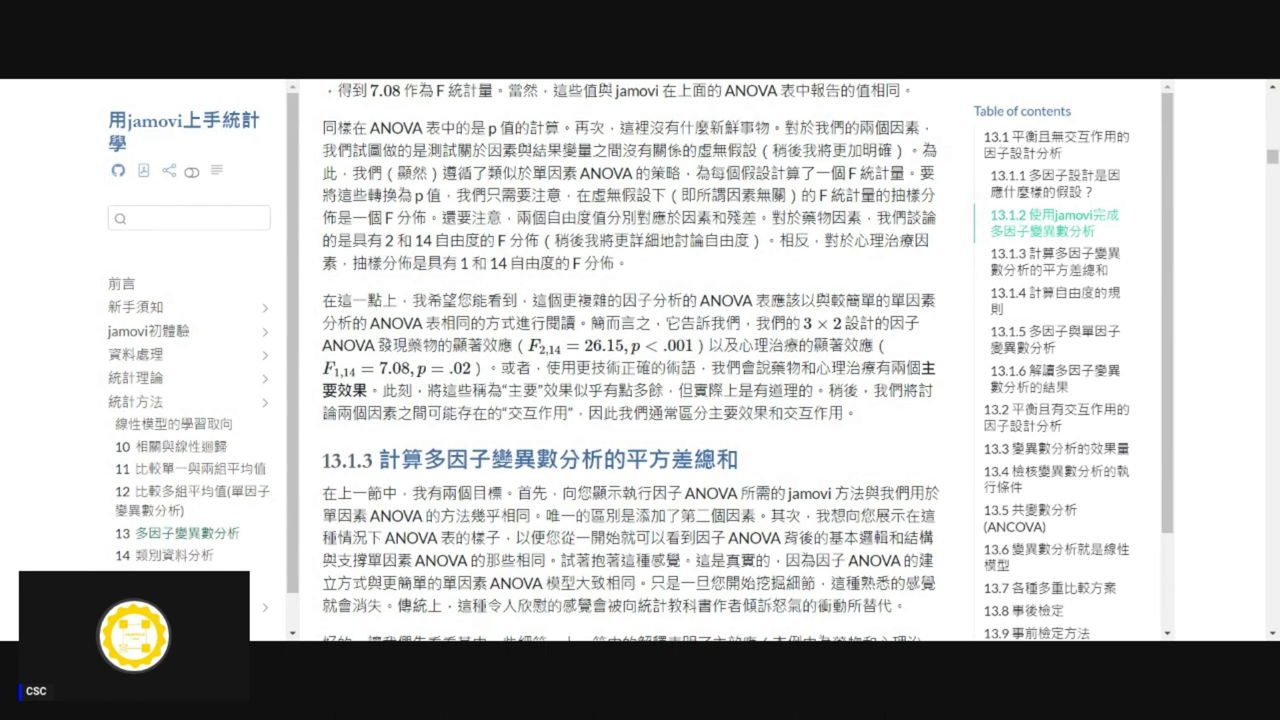 用jamovi上手統計
學
前言
新手須知
jamovi初體驗
資料處理
統計理論
統計方法
線性模型的學習取向
10 相關與線性迴歸
11 比較單一與兩組平均值
12 比較多組平均值(單因子
變異數分析)
13 多因子變異數分析
14 類別資料分析
CSC
，得到 7.08 作為 F 統計量。當然，這些值與 jamovi 在上面的 ANOVA 表中報告的值相同。
同樣在 ANOVA 表中的是 p 值的計算。再次，這裡沒有什麼新鮮事物。對於我們的兩個因素，
我們試圖做的是測試關於因素與結果變量之間沒有關係的虛無假設（稍後我將更加明確）。為
此，我們（顯然）遵循了類似於單因素 ANOVA 的策略，為每個假設計算了一個 F 統計量。要
將這些轉換為 p 值，我們只需要注意，在虛無假設下（即所謂因素無關）的 F 統計量的抽樣分
佈是一個 F 分佈。還要注意，兩個自由度值分別對應於因素和殘差。對於藥物因素，我們談論
的是具有 2 和 14 自由度的 F 分佈（稍後我將更詳細地討論自由度）。相反，對於心理治療因
素，抽樣分佈是具有 1 和 14 自由度的 F 分佈。
在這一點上，我希望您能看到，這個更複雜的因子分析的 ANOVA 表應該以與較簡單的單因素
分析的 ANOVA 表相同的方式進行閱讀。簡而言之，它告訴我們，我們的 3 × 2 設計的因子
ANOVA 發現藥物的顯著效應（ F2,14 = 26.15, p < .001 ）以及心理治療的顯著效應（
F1,14 = 7.08, p = .02 ）。或者，使用更技術正確的術語，我們會說藥物和心理治療有兩個主
要效果。此刻，將這些稱為“主要”效果似乎有點多餘，但實際上是有道理的。稍後，我們將討
論兩個因素之間可能存在的“交互作用”，因此我們通常區分主要效果和交互作用。
13.1.3 計算多因子變異數分析的平方差總和
在上一節中，我有兩個目標。首先，向您顯示執行因子 ANOVA 所需的 jamovi 方法與我們用於
單因素 ANOVA 的方法幾乎相同。唯一的區別是添加了第二個因素。其次，我想向您展示在這
種情況下 ANOVA 表的樣子，以便您從一開始就可以看到因子 ANOVA 背後的基本邏輯和結構
與支撐單因素 ANOVA 的那些相同。試著抱著這種感覺。這是真實的，因為因子 ANOVA 的建
立方式與更簡單的單因素 ANOVA 模型大致相同。只是一旦您開始挖掘細節，這種熟悉的感覺
就會消失。傳統上，這種令人欣慰的感覺會被向統計教科書作者傾訴怒氣的衝動所替代。
Table of contents
13.1 平衡且無交互作用的
因子設計分析
13.1.1 多因子設計是因
應什麼樣的假設？
13.1.2 使用jamovi完成
多因子變異數分析
13.1.3 計算多因子變異
數分析的平方差總和
13.1.4 計算自由度的規
則
13.1.5 多因子與單因子
變異數分析
13.1.6 解讀多因子變異
數分析的結果
13.2 平衡且有交互作用的
因子設計分析
13.3 變異數分析的效果量
13.4 檢核變異數分析的執
行條件
13.5 共變數分析
(ANCOVA)
13.6 變異數分析就是線性
模型
13.7 各種多重比較方案
13.8 事後檢定
13.9 事前檢定方法